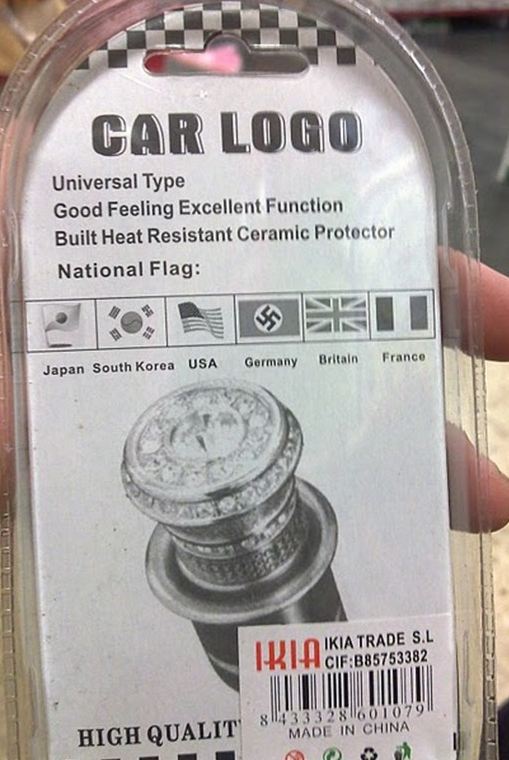 CAR LOGO
Universal Type
Good Feeling Excellent Function
Built Heat Resistant Ceramic Protector
National Flag:
Japan South Korea USA Germany Britain France
IKIA IKIA TRADE S.L
CIF:B85753382
8 433328 601079
MADE IN CHINA
HIGH QUALIT